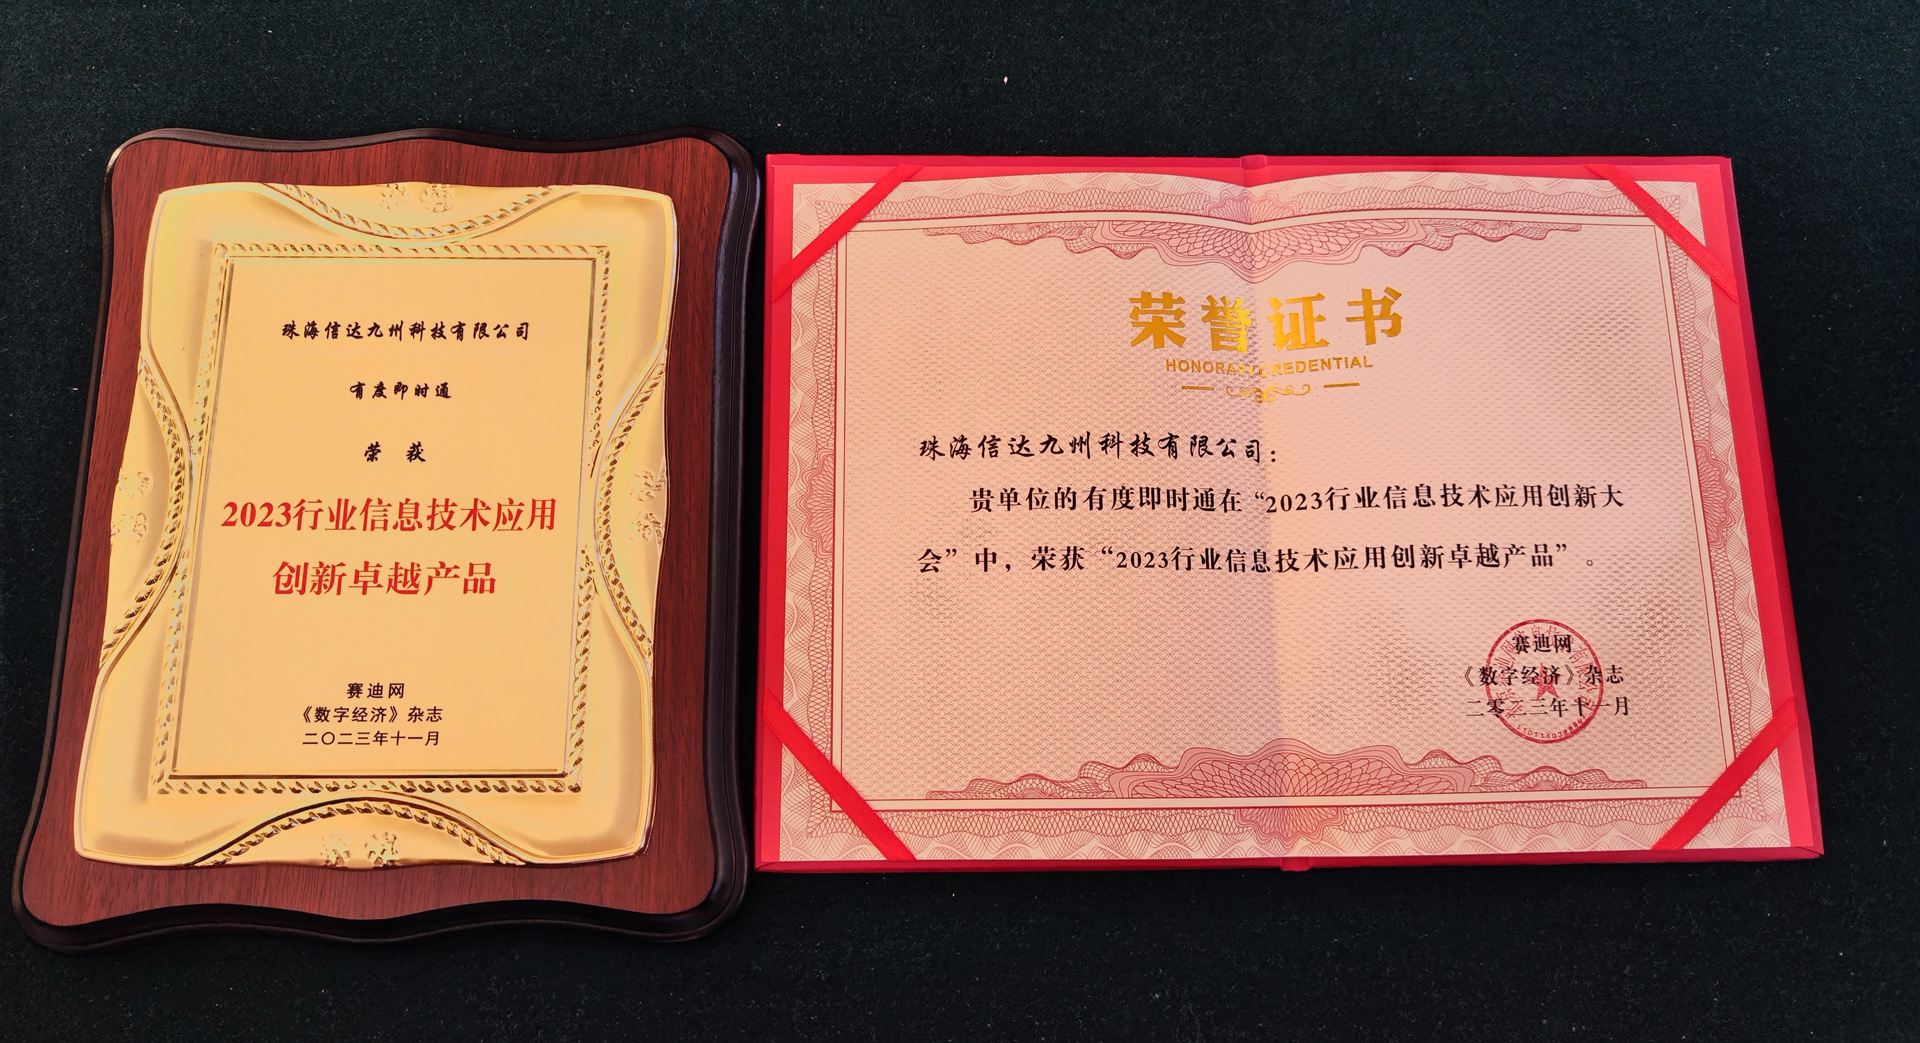 珠海信达九州科技有限公司
有度即时通
荣获
2023行业信息技术应用
创新卓越产品
赛迪网
《数字经济》杂志
二〇二三年十一月
荣誉证书
HONORARY CREDENTIAL
珠海信达九州科技有限公司：
贵单位的有度即时通在“2023行业信息技术应用创新大
会”中，荣获“2023行业信息技术应用创新卓越产品”。
赛迪网
《数字经济》杂志
二零二三年十一月